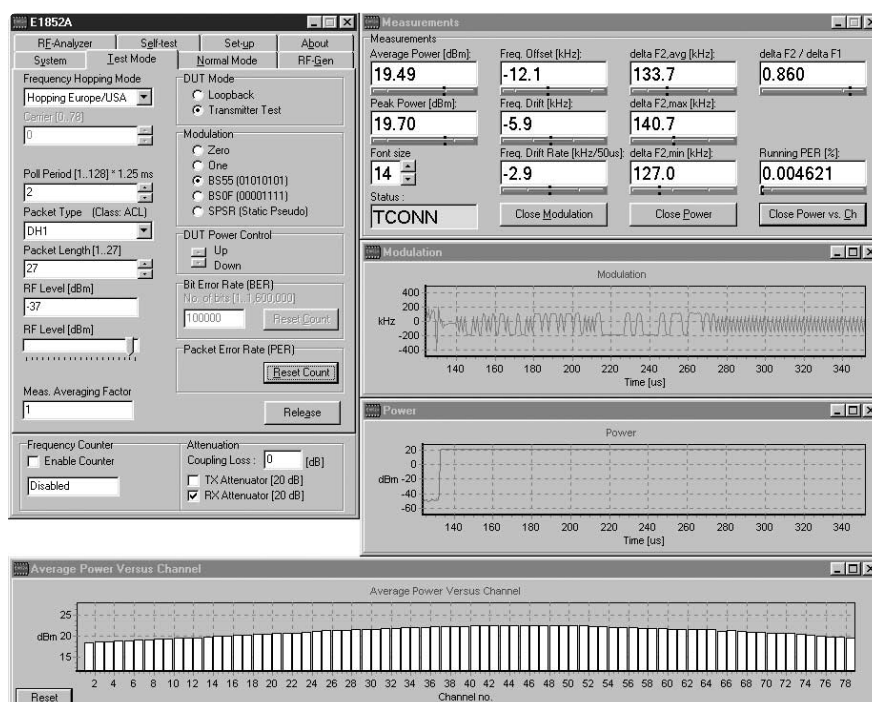 E1852A
RF-Analyzer Self-test Set-up About
System Test Mode Normal Mode RF-Gen
Frequency Hopping Mode
Hopping Europe/USA
Carrier [0..78]
0
Poll Period [1..128] * 1.25 ms
2
Packet Type (Class: ACL)
DH1
Packet Length [1..27]
27
RF Level [dBm]
-37
RF Level [dBm]
Meas. Averaging Factor
1
DUT Mode
Loopback
Transmitter Test
Modulation
Zero
One
BS55 (01010101)
BS0F (00001111)
SPSR (Static Pseudo)
DUT Power Control
Up
Down
Bit Error Rate (BER)
No. of bits [1..1,600,000]
100000 Reset Count
Packet Error Rate (PER)
Reset Count
Release
Frequency Counter
Enable Counter
Disabled
Attenuation
Coupling Loss : 0 [dB]
TX Attenuator [20 dB]
RX Attenuator [20 dB]
Measurements
Measurements
Average Power [dBm]: Freq. Offset [kHz]: delta F2,avg [kHz]: delta F2 / delta F1
19.49 -12.1 133.7 0.860
Peak Power [dBm]: Freq. Drift [kHz]: delta F2,max [kHz]:
19.70 -5.9 140.7
Font size Freq. Drift Rate [kHz/50us]: delta F2,min [kHz]: Running PER [%]:
14 -2.9 127.0 0.004621
Status :
TCONN Close Modulation Close Power Close Power vs. Ch
Modulation
Modulation
400
200
kHz 0
-200
-400
140 160 180 200 220 240 260 280 300 320 340
Time [us]
Power
Power
20
0
dBm -20
-40
-60
140 160 180 200 220 240 260 280 300 320 340
Time [us]
Average Power Versus Channel
Average Power Versus Channel
25
dBm 20
15
2 4 6 8 10 12 14 16 18 20 22 24 26 28 30 32 34 36 38 40 42 44 46 48 50 52 54 56 58 60 62 64 66 68 70 72 74 76 78
Reset Channel no.